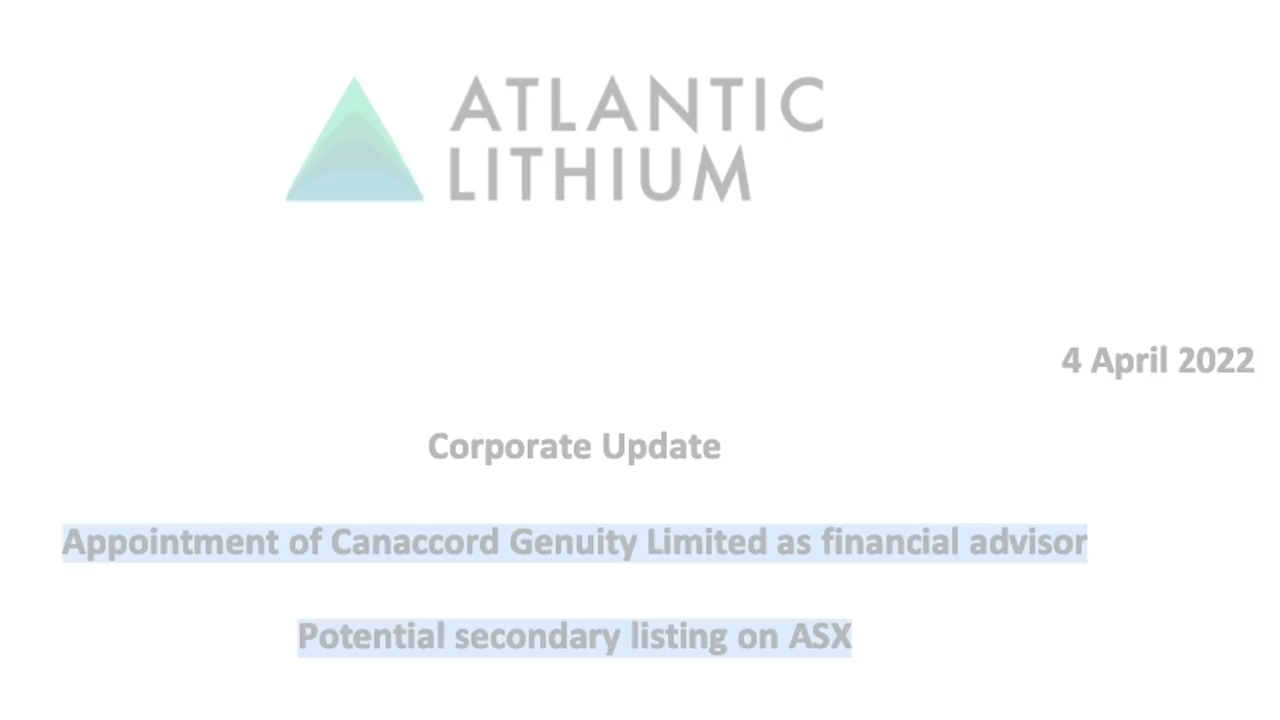 ATLANTIC
LITHIUM
4 April 2022
Corporate Update
Appointment of Canaccord Genuity Limited as financial advisor
Potential secondary listing on ASX